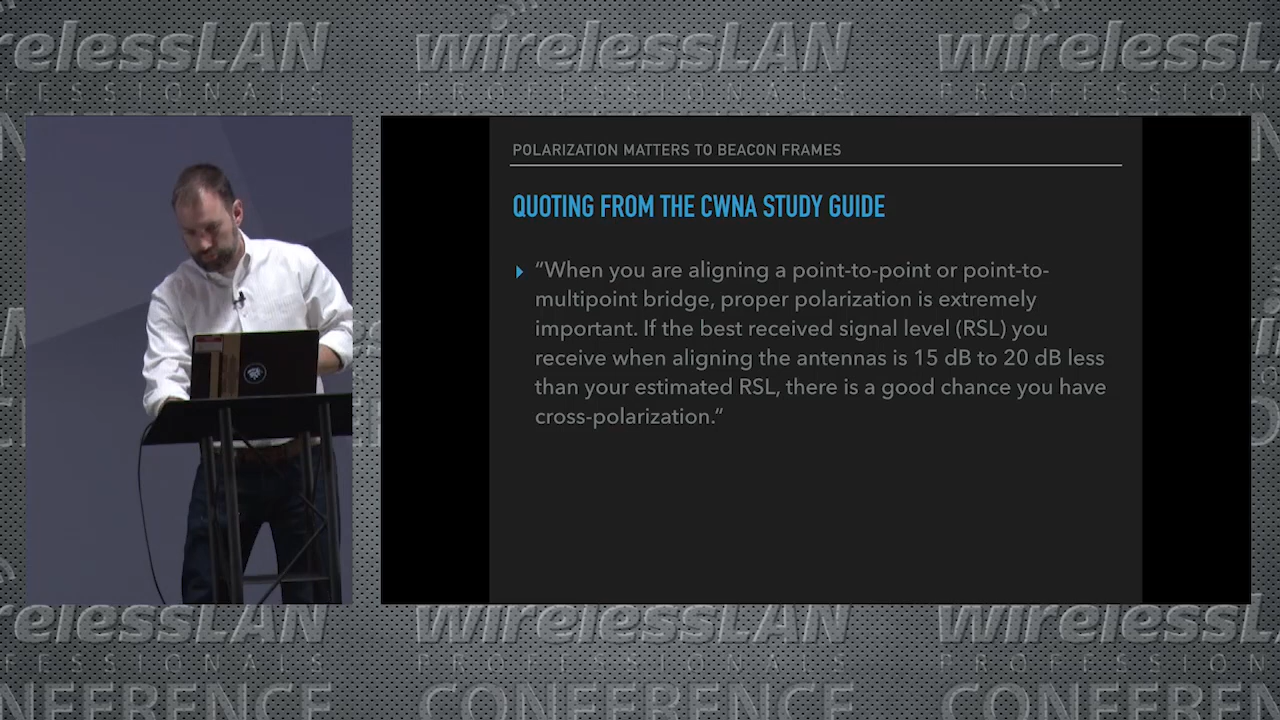 wirelessLAN
PROFESSIONALS
POLARIZATION MATTERS TO BEACON FRAMES
QUOTING FROM THE CWNA STUDY GUIDE
“When you are aligning a point-to-point or point-to-
multipoint bridge, proper polarization is extremely
important. If the best received signal level (RSL) you
receive when aligning the antennas is 15 dB to 20 dB less
than your estimated RSL, there is a good chance you have
cross-polarization.“
wirelessLAN
PROFESSIONALS
CONFERENCE